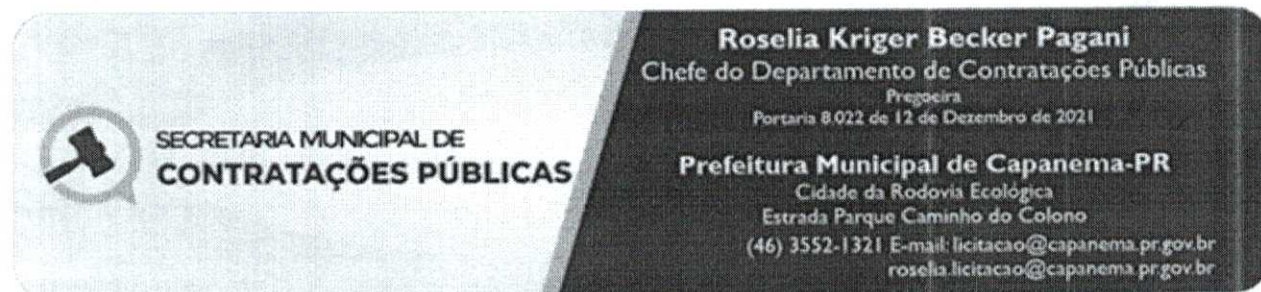 SECRETARIA MUNICIPAL DE
CONTRATAÇÕES PÚBLICAS
Roselia Kriger Becker Pagani
Chefe do Departamento de Contratações Públicas
Pregoeira
Portaria 8.022 de 12 de Dezembro de 2021
Prefeitura Municipal de Capanema-PR
Cidade da Rodovia Ecológica
Estrada Parque Caminho do Colono
(46) 3552-1321 E-mail: licitacao@capanema.pr.gov.br
roselia.licitacao@capanema.pr.gov.br